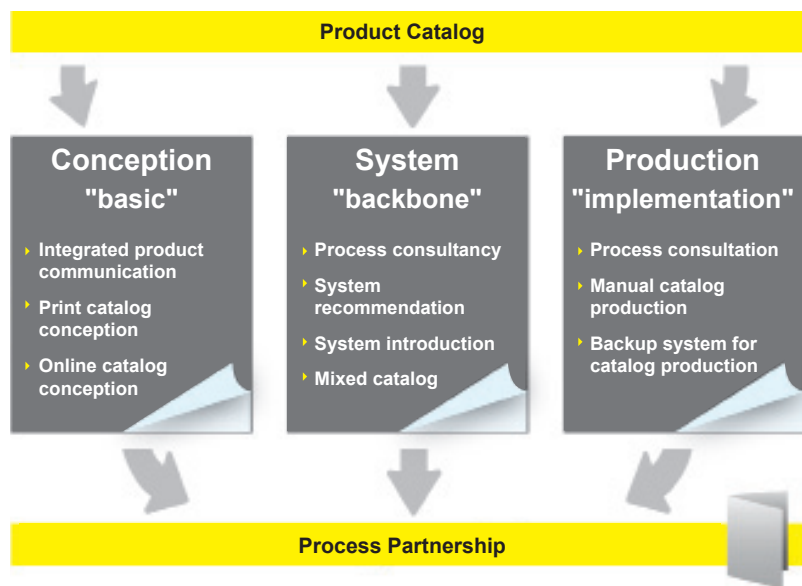 Product Catalog
Conception
"basic"
Integrated product
communication
Print catalog
conception
Online catalog
conception
System
"backbone"
Process consultancy
System
recommendation
System introduction
Mixed catalog
Production
"implementation"
Process consultation
Manual catalog
production
Backup system for
catalog production
Process Partnership